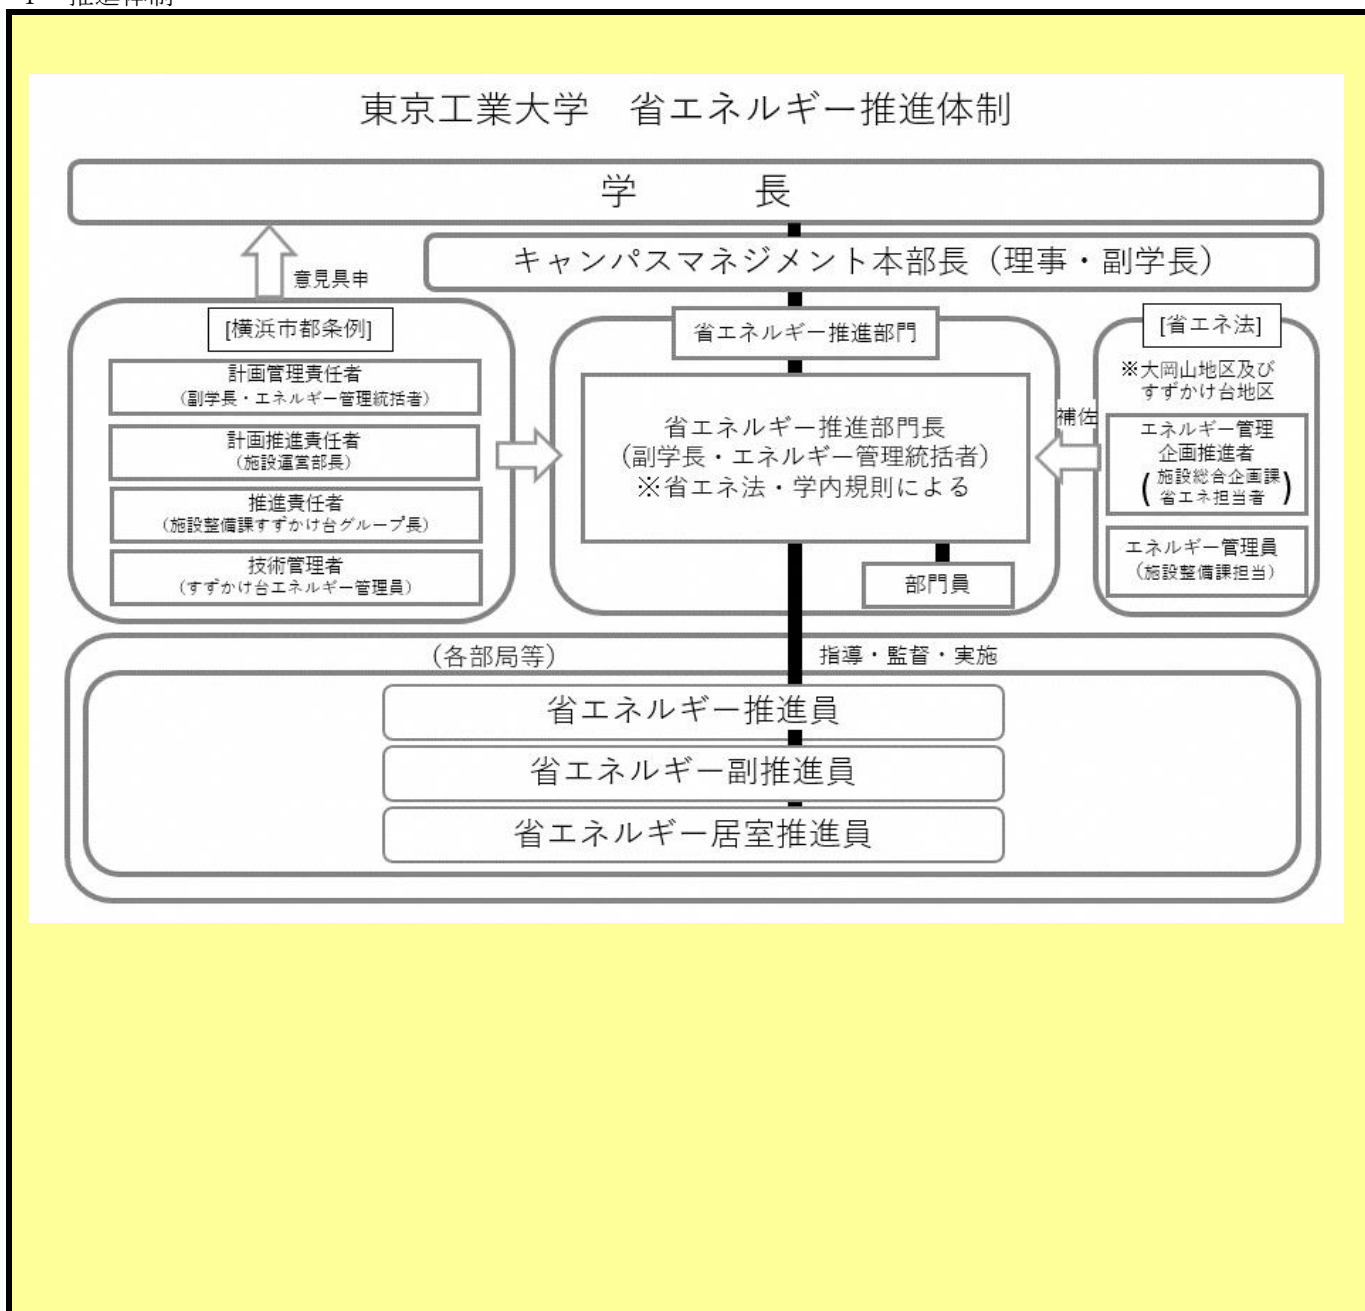 推進体制
東京工業大学　省エネルギー推進体制
学　長
キャンパスマネジメント本部長（理事・副学長）
意見具申
[横浜市都条例]
計画管理責任者
（副学長・エネルギー管理統括者）
計画推進責任者
（施設運営部長）
推進責任者
（施設整備課すずかけ台グループ長）
技術管理者
（すずかけ台エネルギー管理員）
省エネルギー推進部門
省エネルギー推進部門長
（副学長・エネルギー管理統括者）
※省エネ法・学内規則による
部門員
補佐
[省エネ法]
※大岡山地区及び
すずかけ台地区
エネルギー管理
企画推進者
（施設総合企画課
省エネ担当者）
エネルギー管理員
（施設整備課担当）
（各部局等）
指導・監督・実施
省エネルギー推進員
省エネルギー副推進員
省エネルギー居室推進員